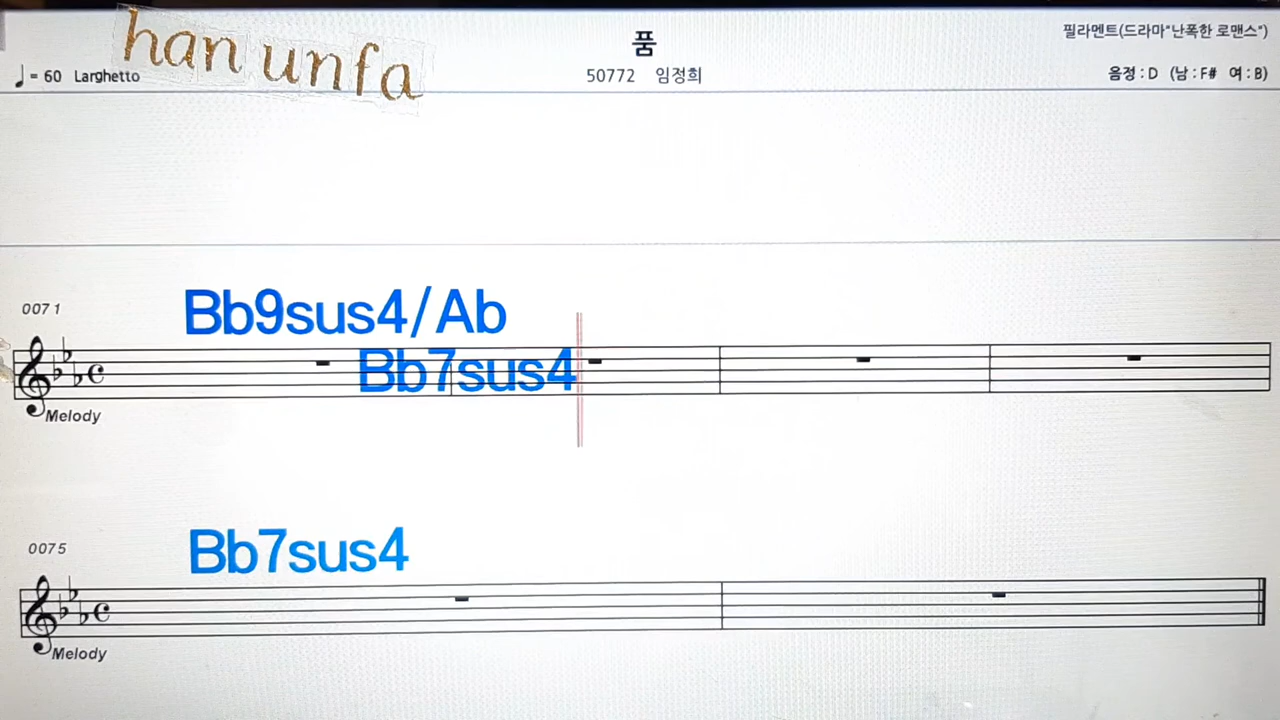 han unfa
♩= 60 Larghetto
품
50772 임정희
필라멘트(드라마"난폭한 로맨스")
음정 : D (남 : F# 여 : B)
0071
Bb9sus4/Ab
Bb7sus4
Melody
0075
Bb7sus4
Melody